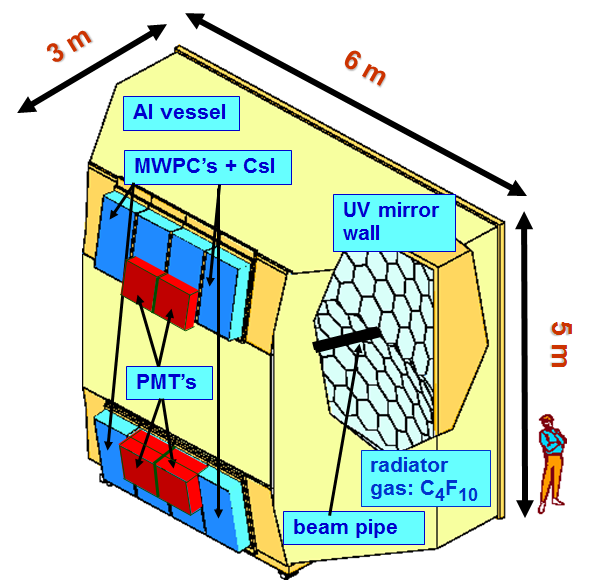 3 m
6 m
Al vessel
MWPC's + CsI
UV mirror
wall
5 m
PMT's
radiator
gas: C₄F₁₀
beam pipe